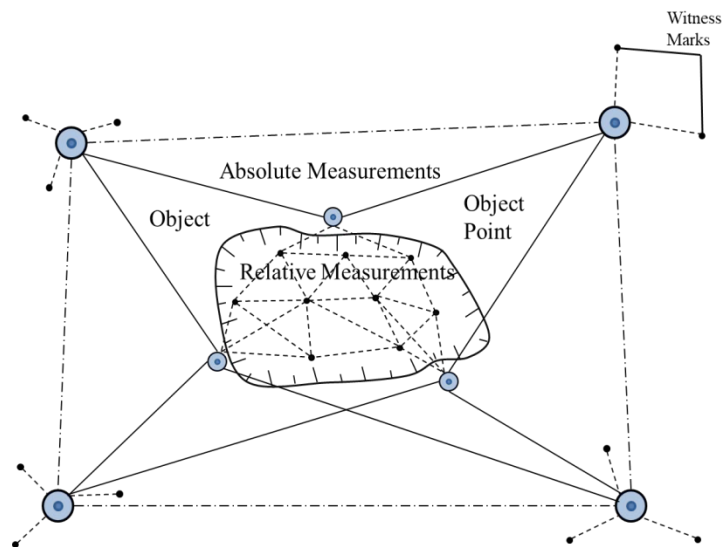 Witness
Marks
Absolute Measurements
Object
Object
Point
Relative Measurements